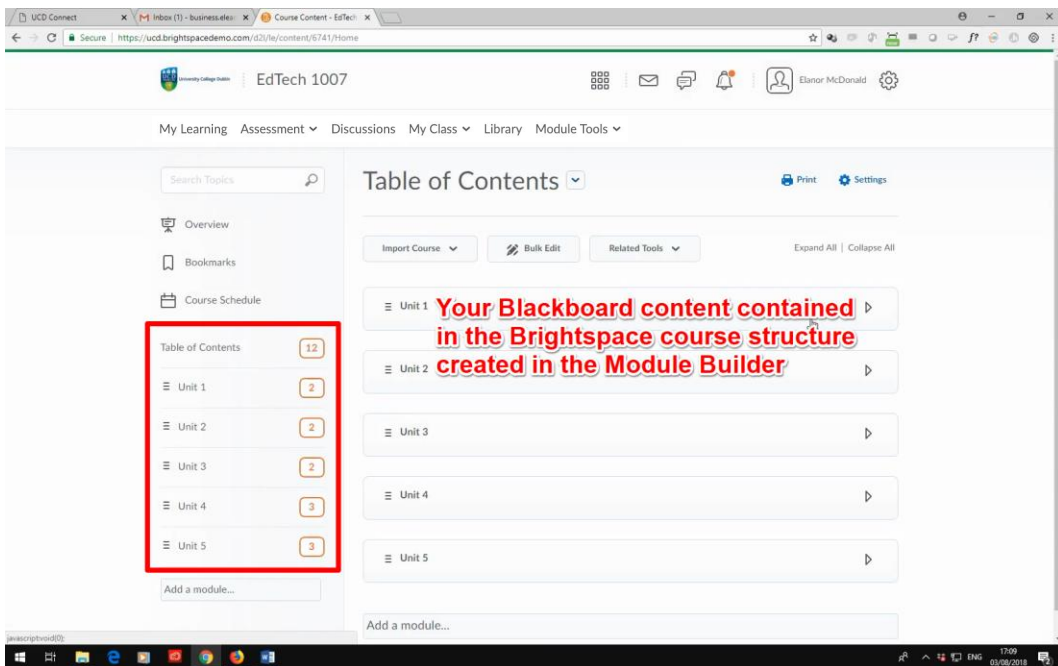 UCD Connect
Inbox (1) - business.elea
Course Content - EdTech
Secure | https://ucd.brightspacedemo.com/d2l/le/content/6741/Home
University College Dublin
EdTech 1007
Elanor McDonald
My Learning Assessment Discussions My Class Library Module Tools
Search Topics
Overview
Bookmarks
Course Schedule
Table of Contents 12
Unit 1 2
Unit 2 2
Unit 3 2
Unit 4 3
Unit 5 3
Add a module...
Table of Contents
Print Settings
Import Course Bulk Edit Related Tools Expand All | Collapse All
Unit 1
Your Blackboard content contained
in the Brightspace course structure
created in the Module Builder
Unit 2
Unit 3
Unit 4
Unit 5
Add a module...
javascript:void(0);
ENG
17:09
03/08/2018